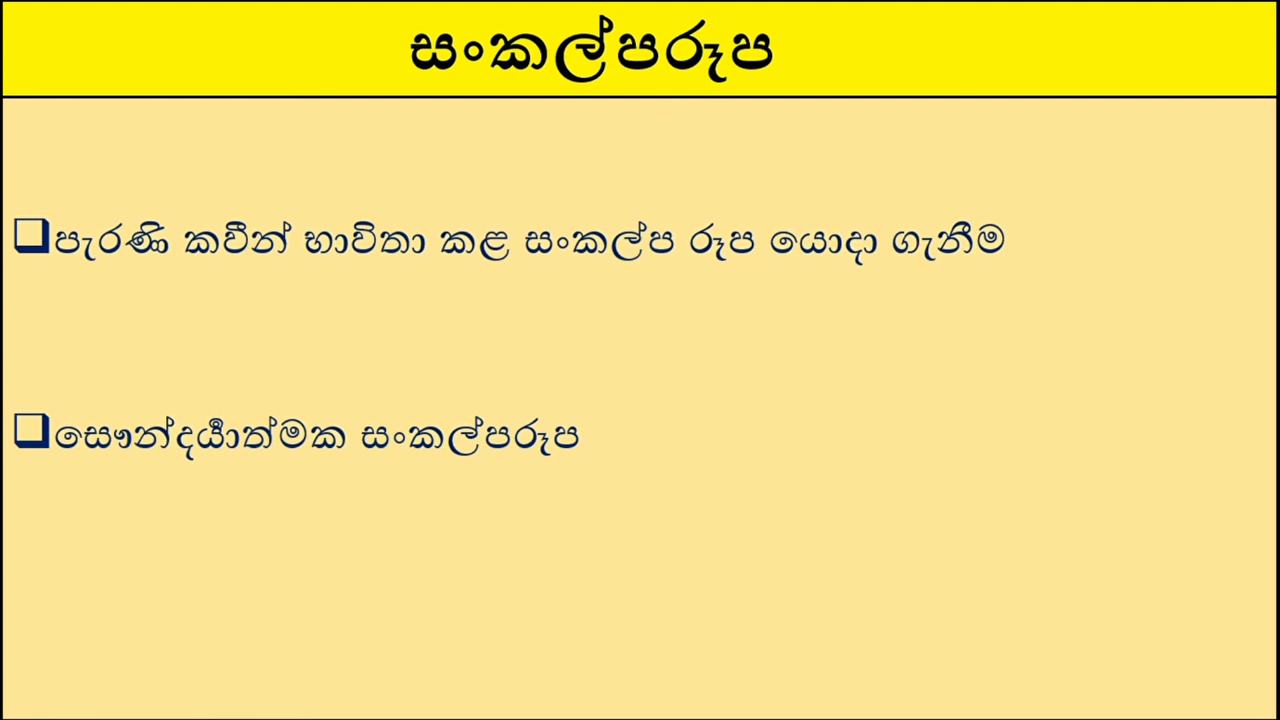 සංකල්පරූප
❑පැරණි කවීන් භාවිතා කළ සංකල්ප රූප යොදා ගැනීම
❑සෞන්දර්‍යාත්මක සංකල්පරූප